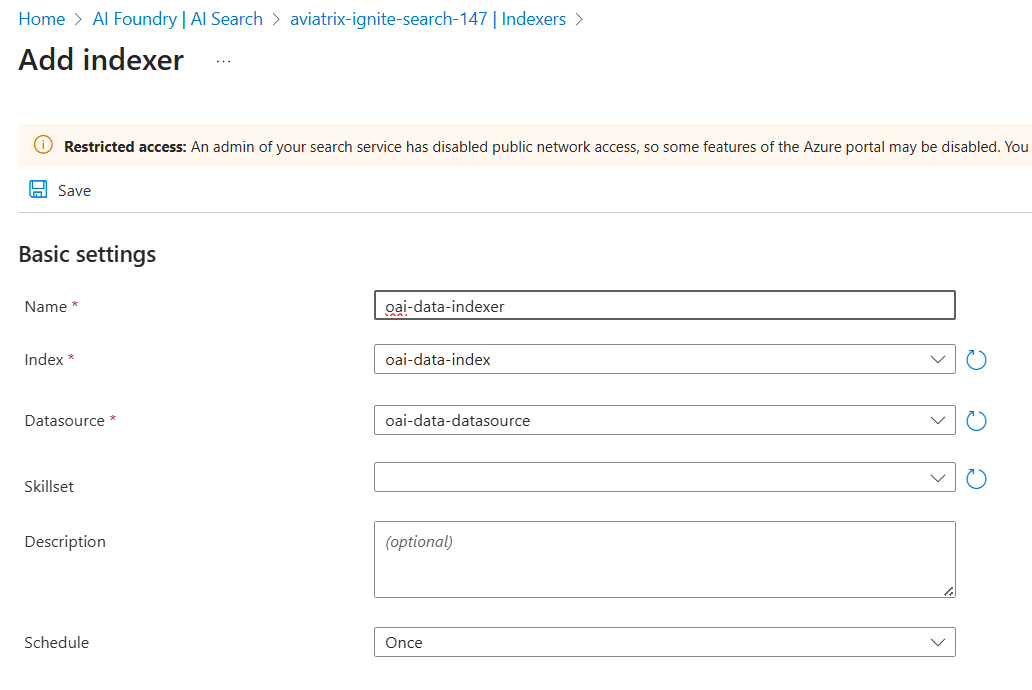 Home > AI Foundry | AI Search > aviatrix-ignite-search-147 | Indexers >
Add indexer ...
Restricted access: An admin of your search service has disabled public network access, so some features of the Azure portal may be disabled. You
Save
Basic settings
Name * oai-data-indexer
Index * oai-data-index
Datasource * oai-data-datasource
Skillset
Description (optional)
Schedule Once